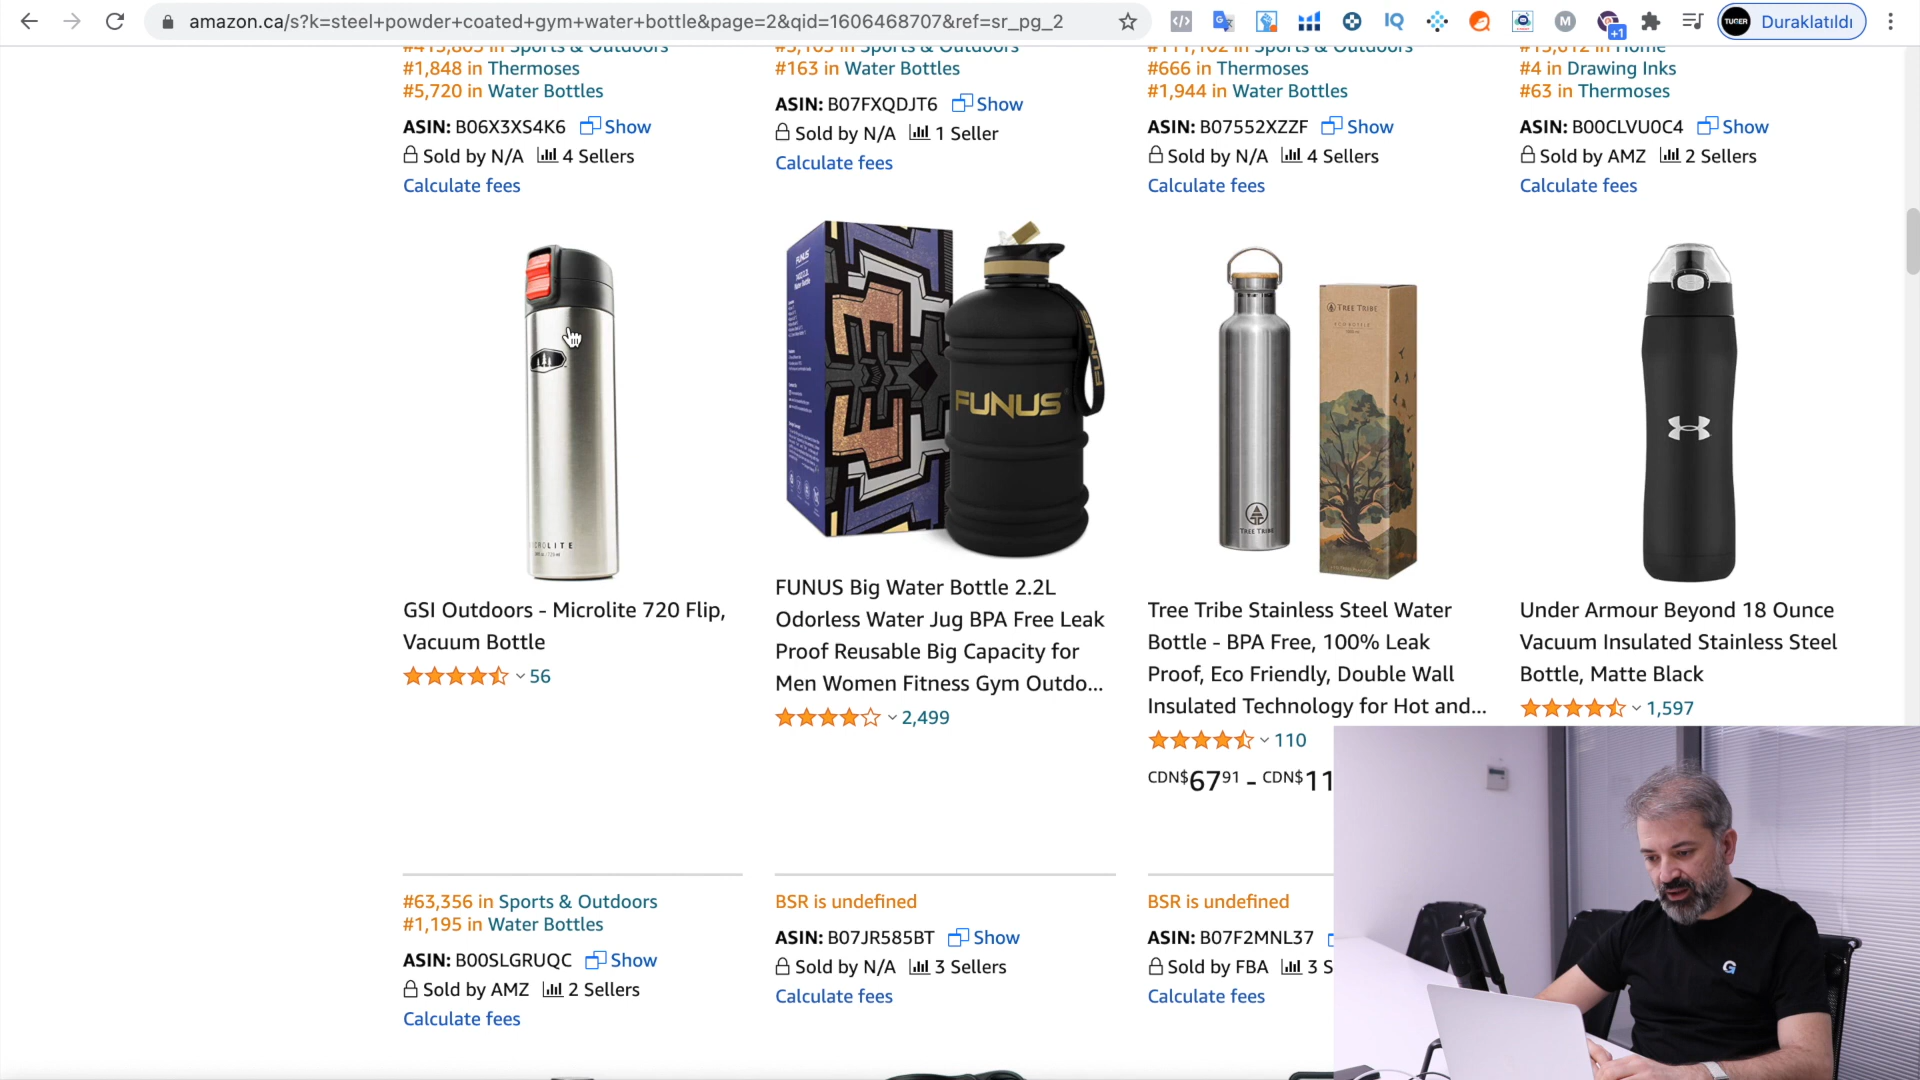 amazon.ca/s?k=steel+powder+coated+gym+water+bottle&page=2&qid=1606468707&ref=sr_pg_2
IQ
M
+1
TUNER
Duraklatıldı
#1,848 in Thermoses
#5,720 in Water Bottles
ASIN: B06X3XS4K6 Show
Sold by N/A 4 Sellers
Calculate fees
#163 in Water Bottles
ASIN: B07FXQDJT6 Show
Sold by N/A 1 Seller
Calculate fees
#666 in Thermoses
#1,944 in Water Bottles
ASIN: B07552XZZF Show
Sold by N/A 4 Sellers
Calculate fees
#4 in Drawing Inks
#63 in Thermoses
ASIN: B00CLVU0C4 Show
Sold by AMZ 2 Sellers
Calculate fees
FUNUS
FUNUS
TREE TRIBE
TREE TRIBE
GSI Outdoors - Microlite 720 Flip,
Vacuum Bottle
56
#63,356 in Sports & Outdoors
#1,195 in Water Bottles
ASIN: B00SLGRUQC Show
Sold by AMZ 2 Sellers
Calculate fees
FUNUS Big Water Bottle 2.2L
Odorless Water Jug BPA Free Leak
Proof Reusable Big Capacity for
Men Women Fitness Gym Outdo...
2,499
BSR is undefined
ASIN: B07JR585BT Show
Sold by N/A 3 Sellers
Calculate fees
Tree Tribe Stainless Steel Water
Bottle - BPA Free, 100% Leak
Proof, Eco Friendly, Double Wall
Insulated Technology for Hot and...
110
CDN$67⁹¹ - CDN$11
BSR is undefined
ASIN: B07F2MNL37
Sold by FBA 3 S
Calculate fees
Under Armour Beyond 18 Ounce
Vacuum Insulated Stainless Steel
Bottle, Matte Black
1,597